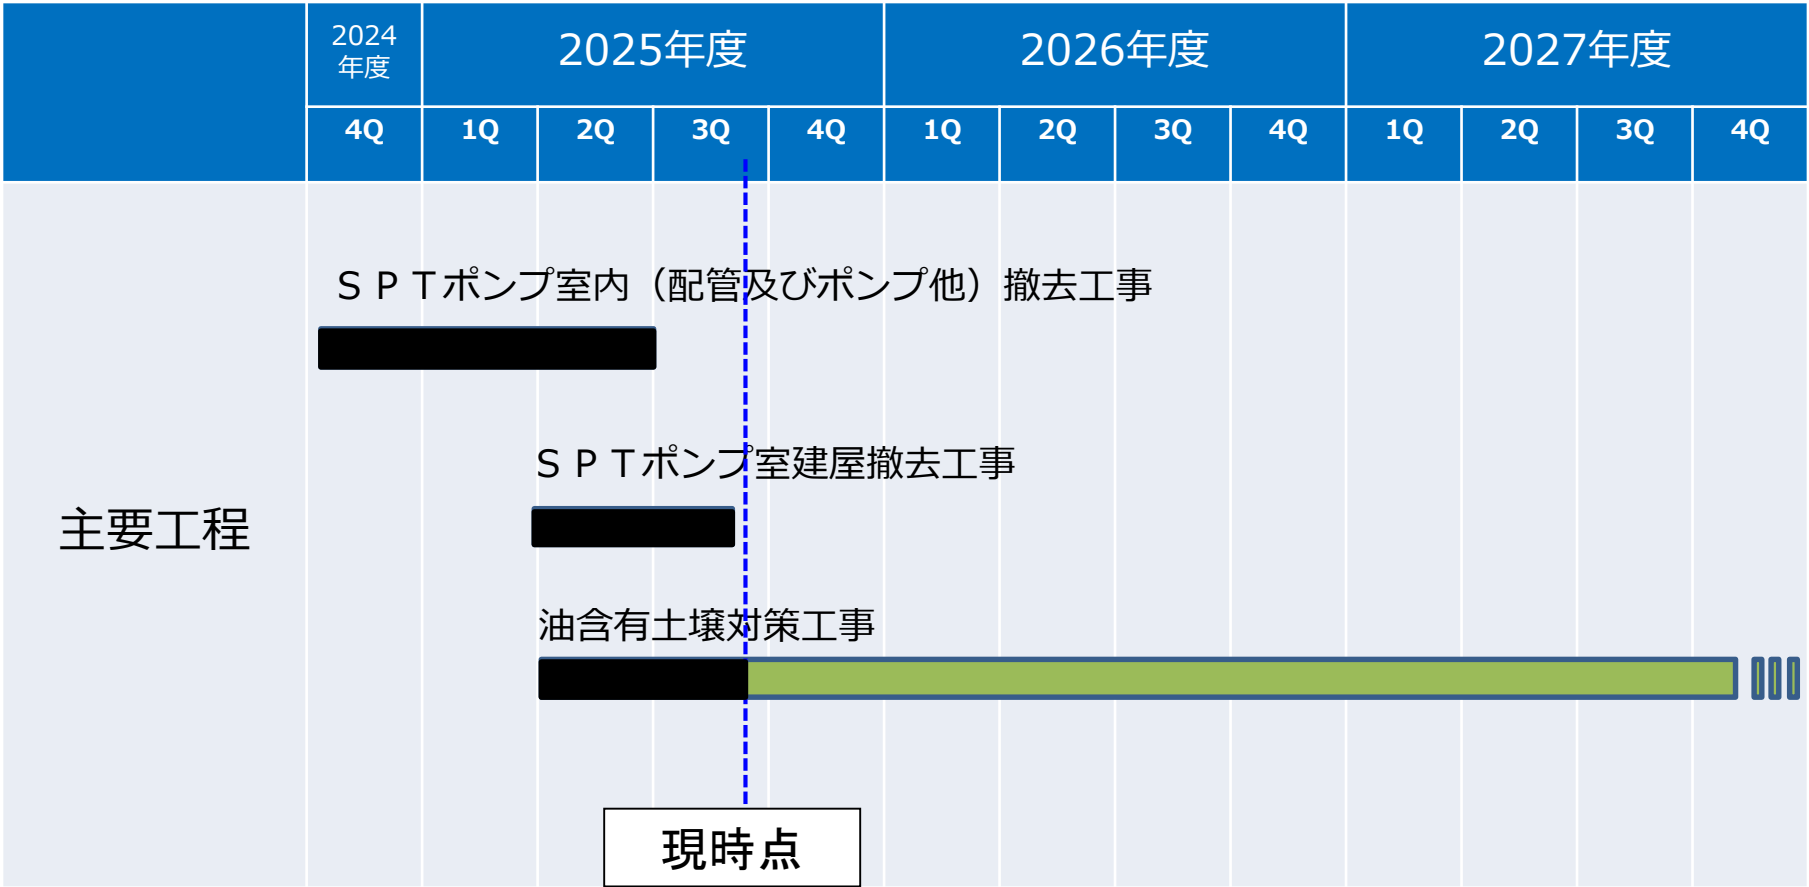 2024
年度
2025年度
2026年度
2027年度
4Q 1Q 2Q 3Q 4Q 1Q 2Q 3Q 4Q 1Q 2Q 3Q 4Q
ＳＰＴポンプ室内（配管及びポンプ他）撤去工事
ＳＰＴポンプ室建屋撤去工事
主要工程
油含有土壌対策工事
現時点